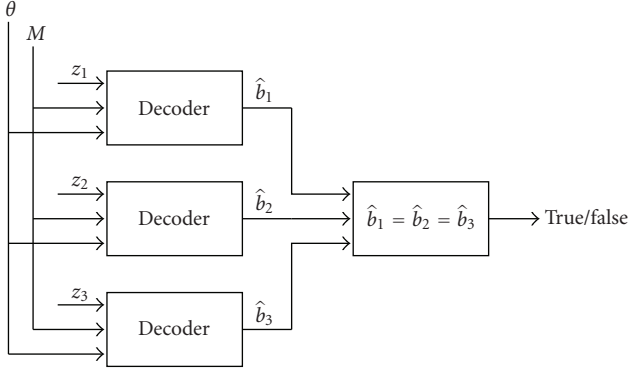 θ
M
z₁
Decoder
b̂₁
z₂
Decoder
b̂₂
b̂₁ = b̂₂ = b̂₃
True/false
z₃
Decoder
b̂₃